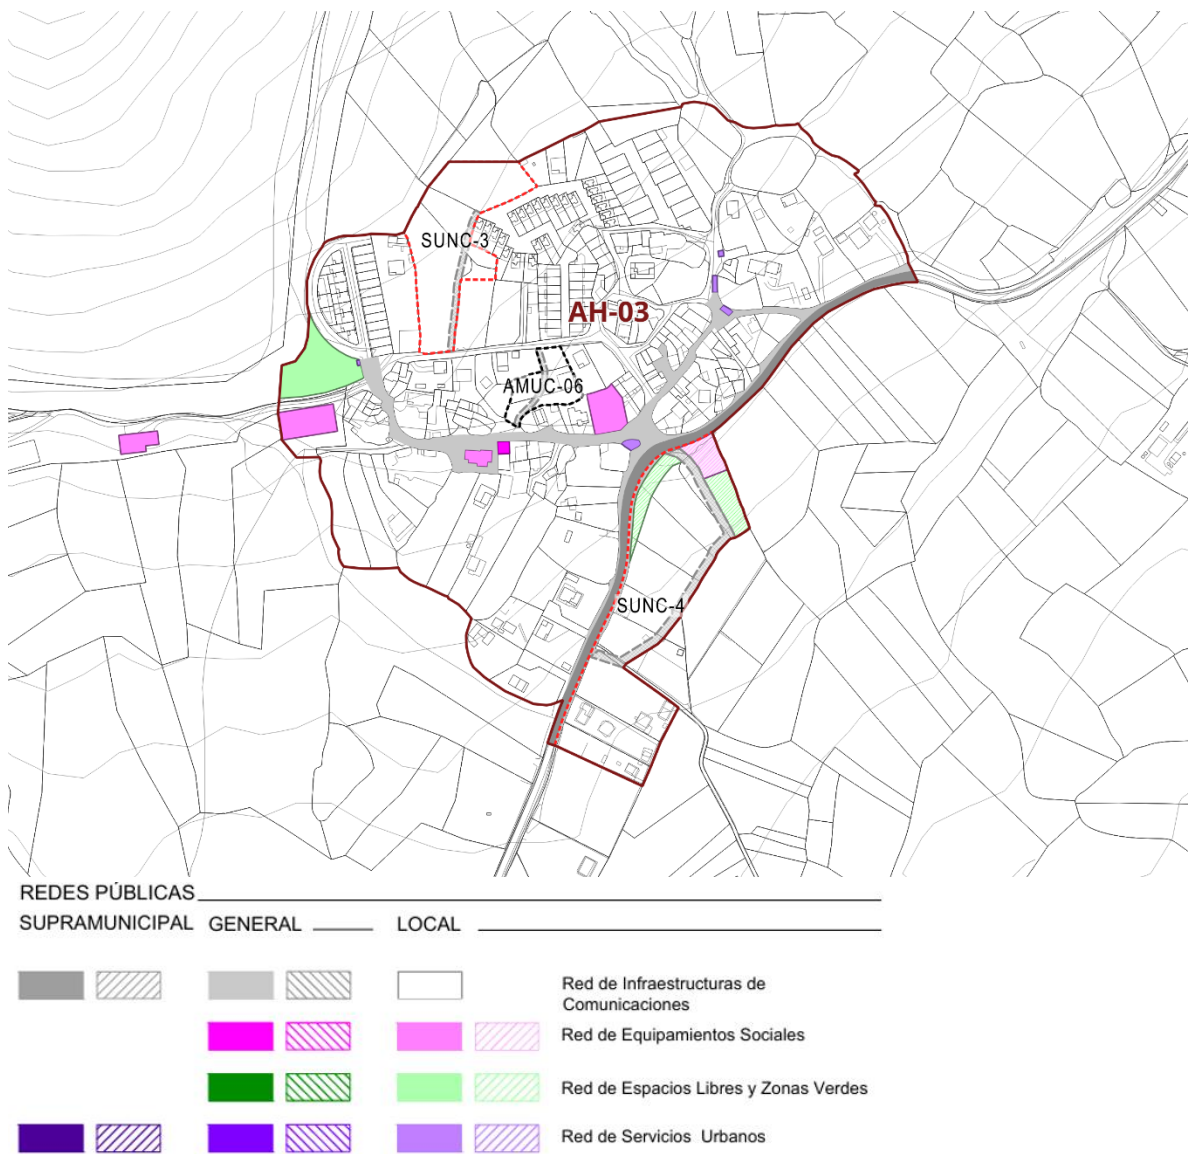 SUNC-3
AH-03
AMUC-06
SUNC-4
REDES PÚBLICAS
SUPRAMUNICIPAL GENERAL LOCAL
Red de Infraestructuras de
Comunicaciones
Red de Equipamientos Sociales
Red de Espacios Libres y Zonas Verdes
Red de Servicios Urbanos